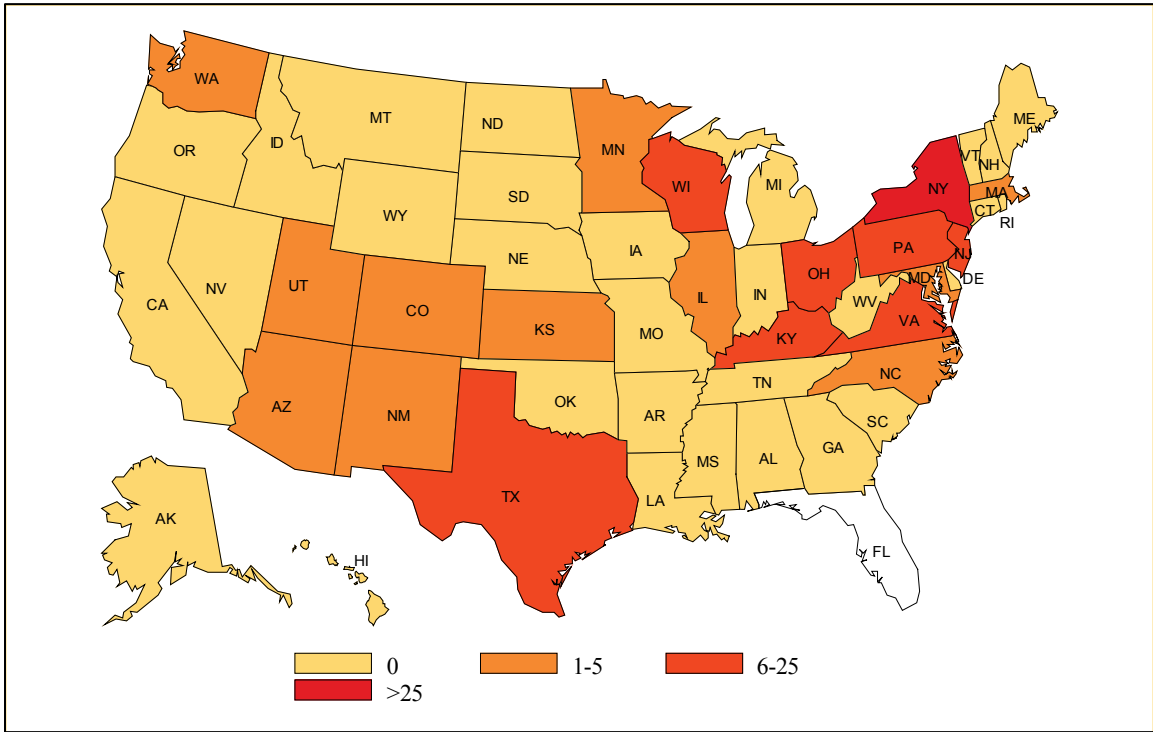 WA
MT
ND
MN
ME
OR
ID
VT
NH
WI
NY
MI
SD
MA
WY
CT
RI
IA
PA
NE
NJ
OH
MD
DE
NV
UT
IL
IN
WV
CA
CO
VA
KS
MO
KY
NC
TN
AZ
NM
OK
AR
SC
GA
MS
AL
TX
LA
AK
FL
HI
0
1-5
6-25
>25